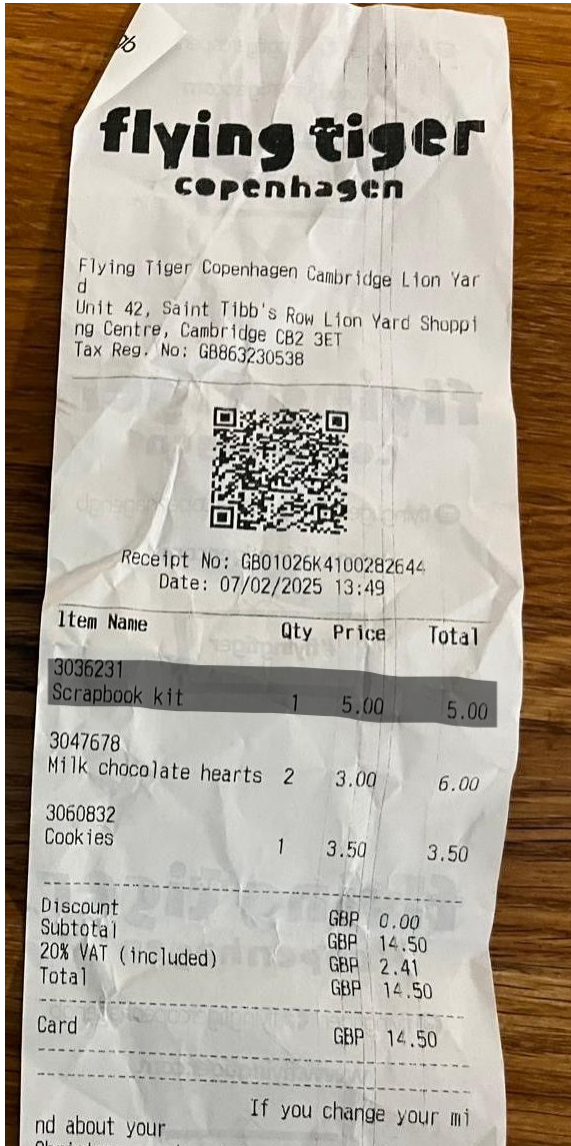 flying tiger
copenhagen
Flying Tiger Copenhagen Cambridge Lion Yar
d
Unit 42, Saint Tibb's Row Lion Yard Shoppi
ng Centre, Cambridge CB2 3ET
Tax Reg. No: GB863230538
Receipt No: GB01026K4100282644
Date: 07/02/2025 13:49
Item Name Qty Price Total
3036231
Scrapbook kit 1 5.00 5.00
3047678
Milk chocolate hearts 2 3.00 6.00
3060832
Cookies 1 3.50 3.50
Discount GBP 0.00
Subtotal GBP 14.50
20% VAT (included) GBP 2.41
Total GBP 14.50
Card GBP 14.50
If you change your mi
nd about your